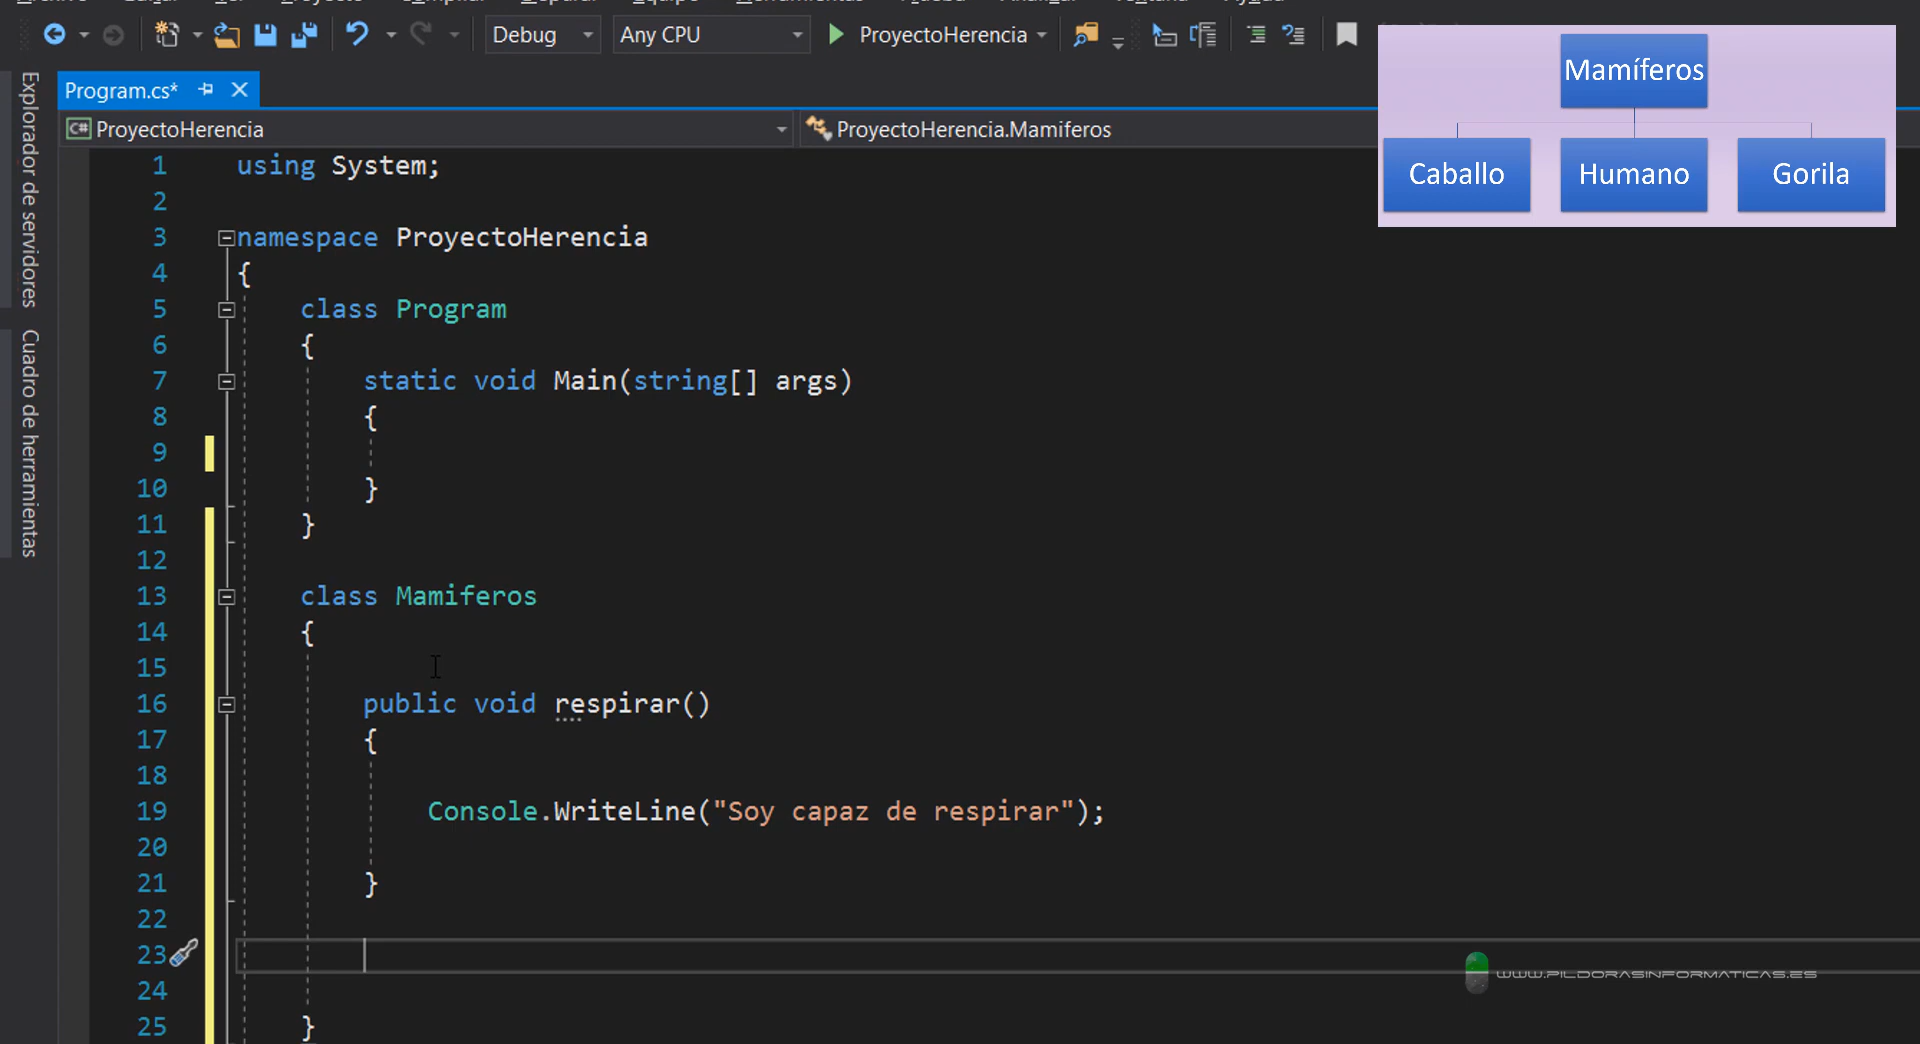 Debug
Any CPU
ProyectoHerencia
Mamíferos
Caballo
Humano
Gorila
Explorador de servidores
Cuadro de herramientas
Program.cs*
C# ProyectoHerencia
ProyectoHerencia.Mamiferos
1 using System;
2
3 namespace ProyectoHerencia
4 {
5 class Program
6 {
7 static void Main(string[] args)
8 {
9
10 }
11 }
12
13 class Mamiferos
14 {
15
16 public void respirar()
17 {
18
19 Console.WriteLine("Soy capaz de respirar");
20
21 }
22
23
24
25 }
WWW.PILDORASINFORMATICAS.ES